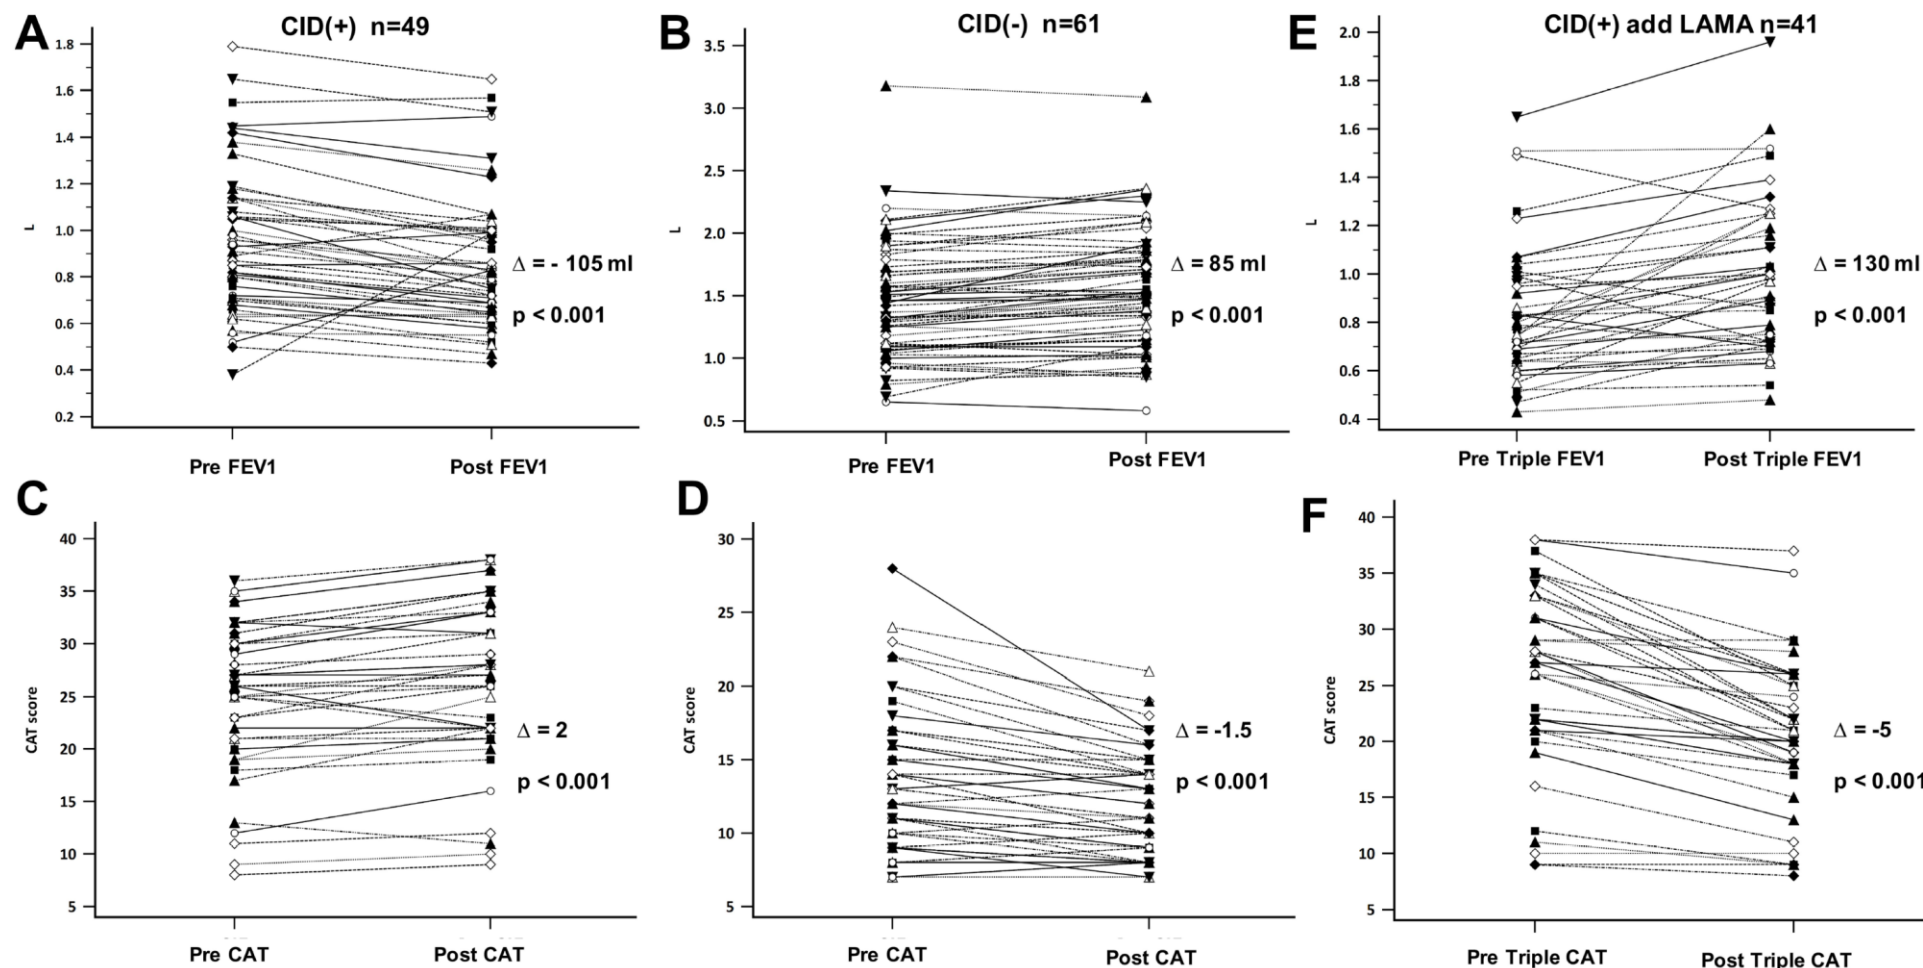 A
CID(+) n=49
L
1.8
1.6
1.4
1.2
1.0
0.8
0.6
0.4
0.2
Δ = - 105 ml
p < 0.001
Pre FEV1
Post FEV1
B
CID(-) n=61
L
3.5
3.0
2.5
2.0
1.5
1.0
0.5
Δ = 85 ml
p < 0.001
Pre FEV1
Post FEV1
E
CID(+) add LAMA n=41
L
2.0
1.8
1.6
1.4
1.2
1.0
0.8
0.6
0.4
Δ = 130 ml
p < 0.001
Pre Triple FEV1
Post Triple FEV1
C
CAT score
40
35
30
25
20
15
10
5
Δ = 2
p < 0.001
Pre CAT
Post CAT
D
CAT score
30
25
20
15
10
5
Δ = -1.5
p < 0.001
Pre CAT
Post CAT
F
CAT score
40
35
30
25
20
15
10
5
Δ = -5
p < 0.001
Pre Triple CAT
Post Triple CAT